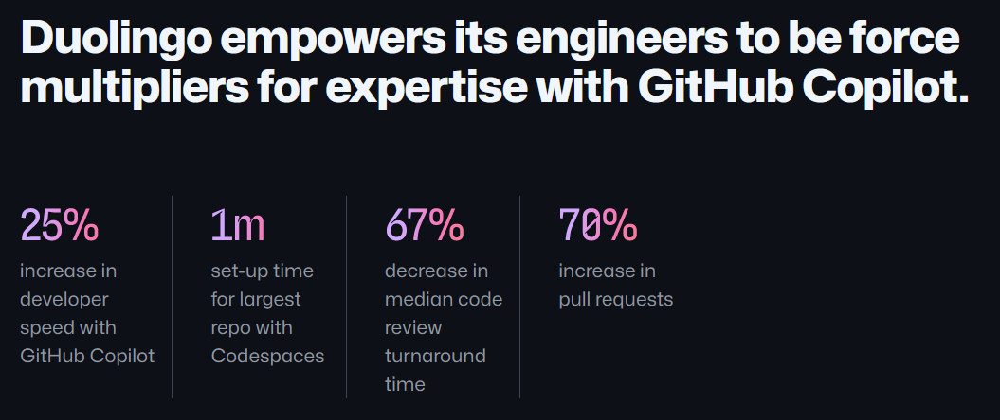 Duolingo empowers its engineers to be force
multipliers for expertise with GitHub Copilot.
25%
increase in
developer
speed with
GitHub Copilot
1m
set-up time
for largest
repo with
Codespaces
67%
decrease in
median code
review
turnaround
time
70%
increase in
pull requests